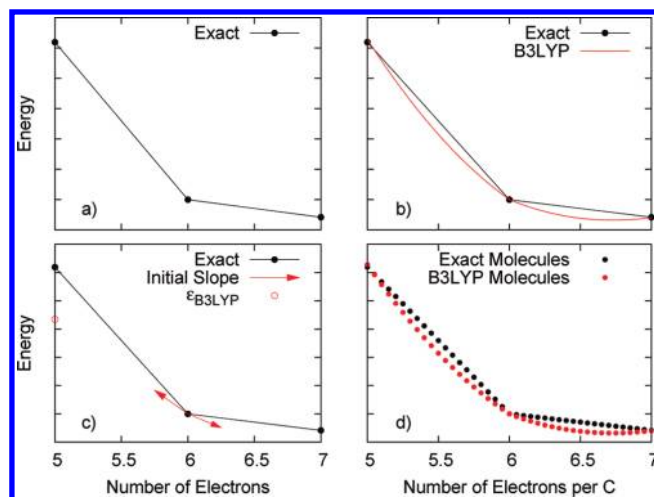 Exact
Energy
a)
Exact
B3LYP
b)
Exact
Initial Slope
εB3LYP
Energy
c)
5 5.5 6 6.5 7
Number of Electrons
Exact Molecules
B3LYP Molecules
d)
5 5.5 6 6.5 7
Number of Electrons per C